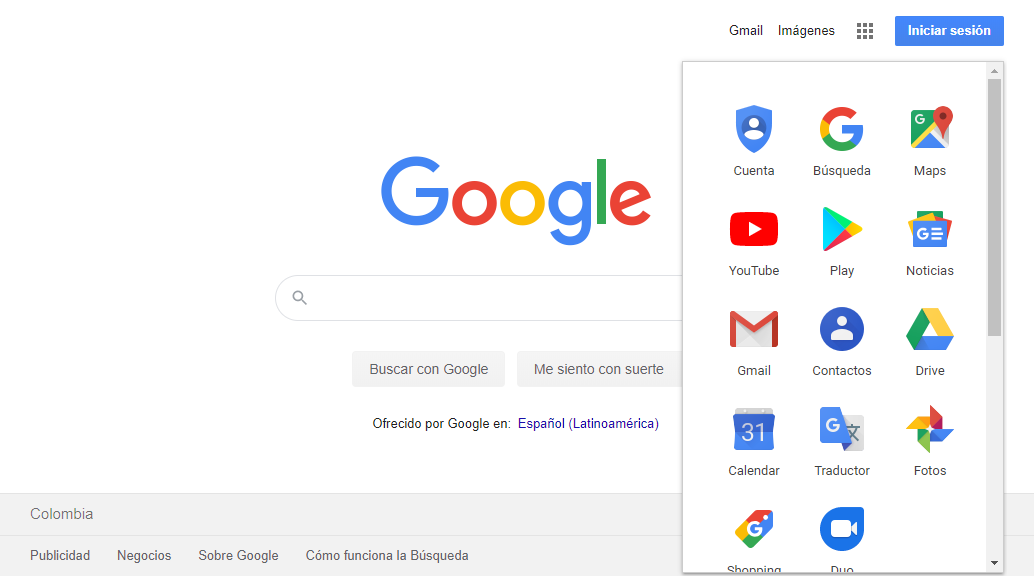 Gmail Imágenes Iniciar sesión
Google
Buscar con Google Me siento con suerte
Ofrecido por Google en: Español (Latinoamérica)
G G G
Cuenta Búsqueda Maps
YouTube Play Noticias
G
Gmail Contactos Drive
31 G 文
Calendar Traductor Fotos
G
Shopping Duo
Colombia
Publicidad Negocios Sobre Google Cómo funciona la Búsqueda